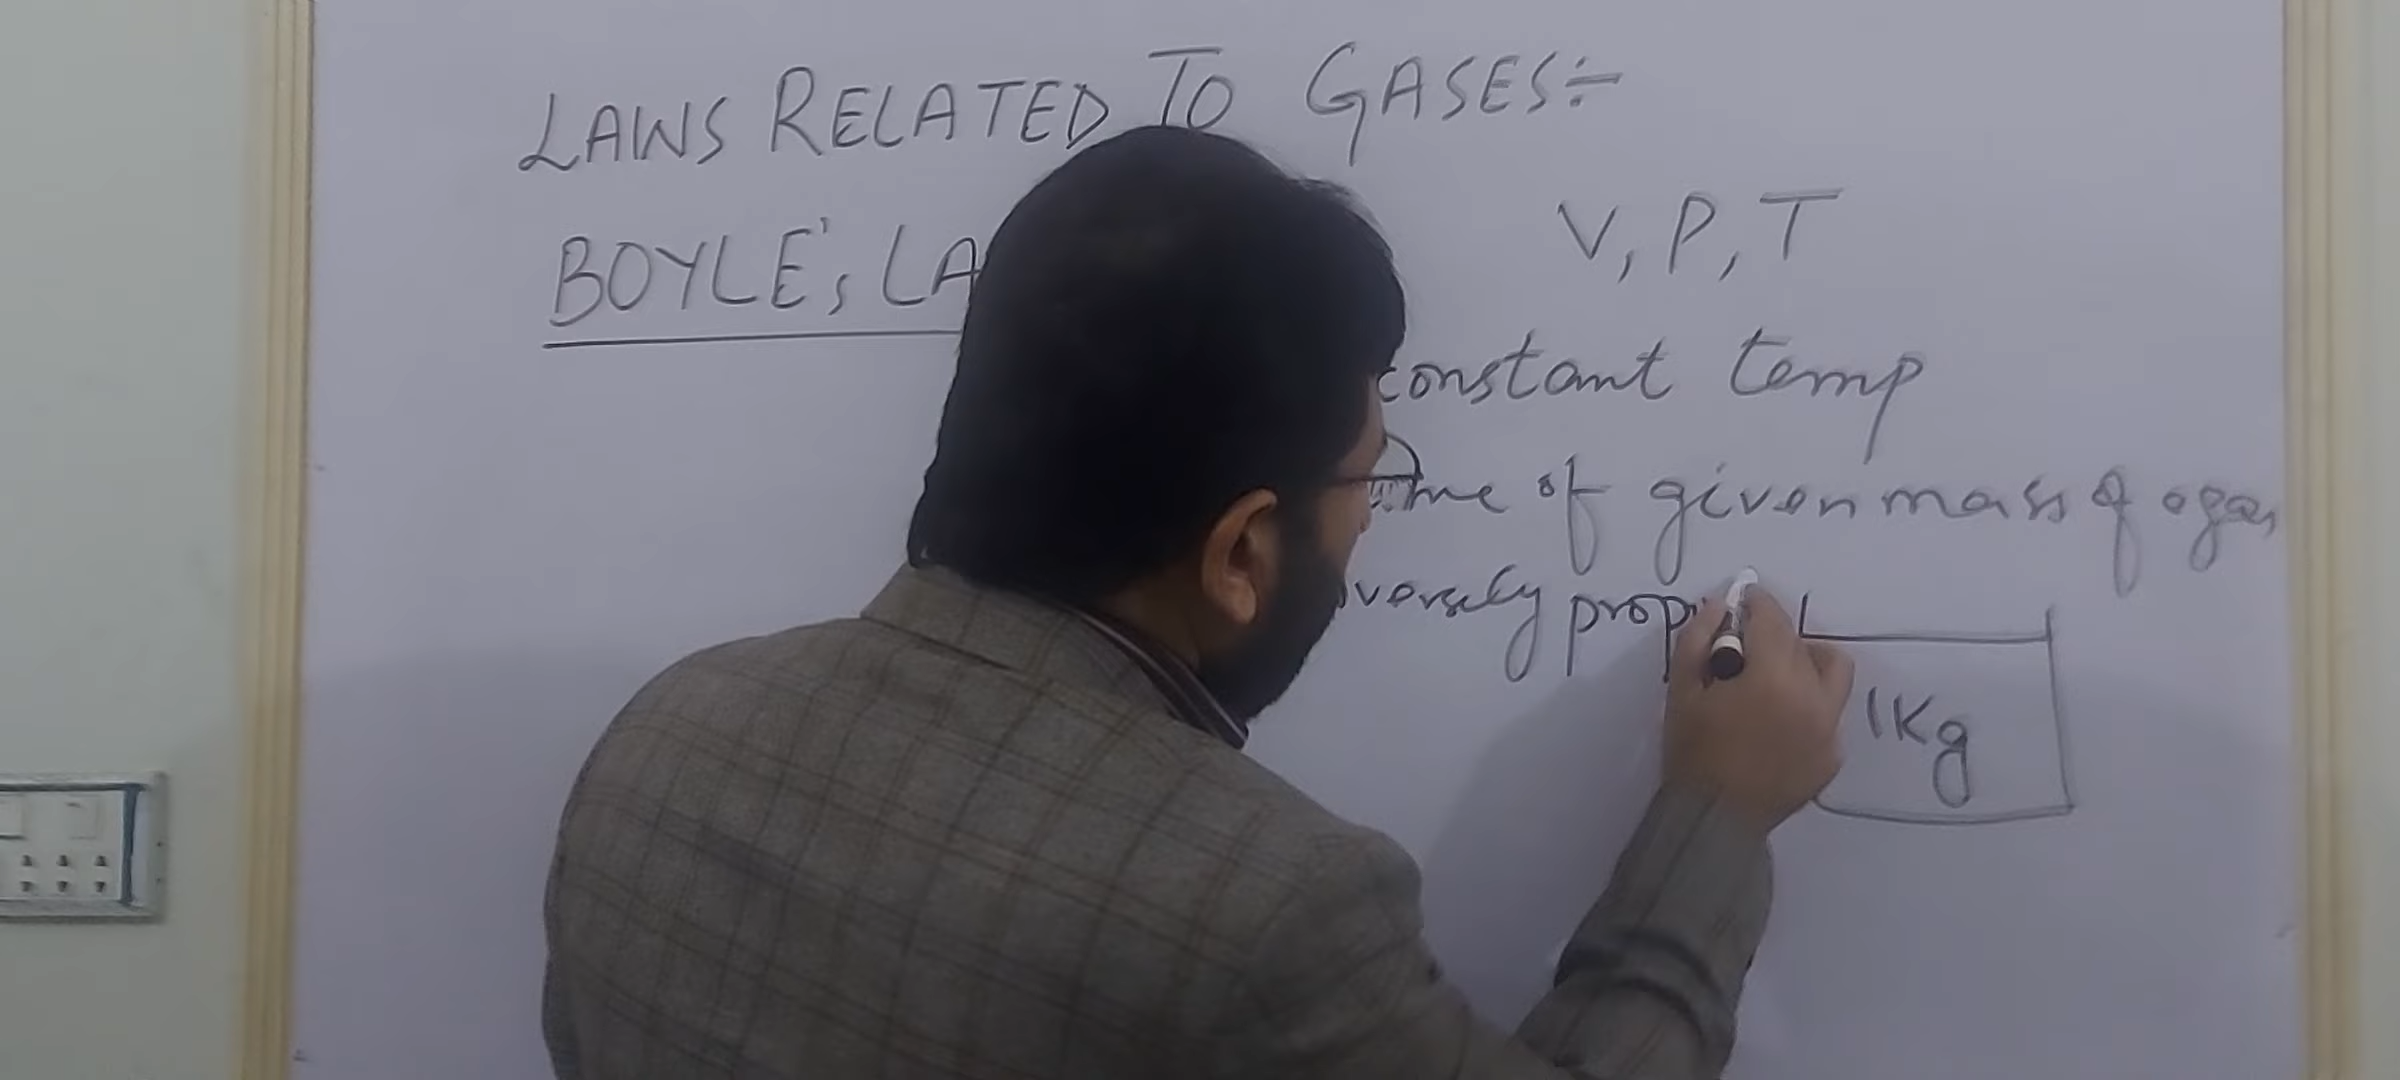 LAWS RELATED TO GASES÷
BOYLE's LA
V, P, T
constant temp
me of given mass of a gas
versely prop
1Kg